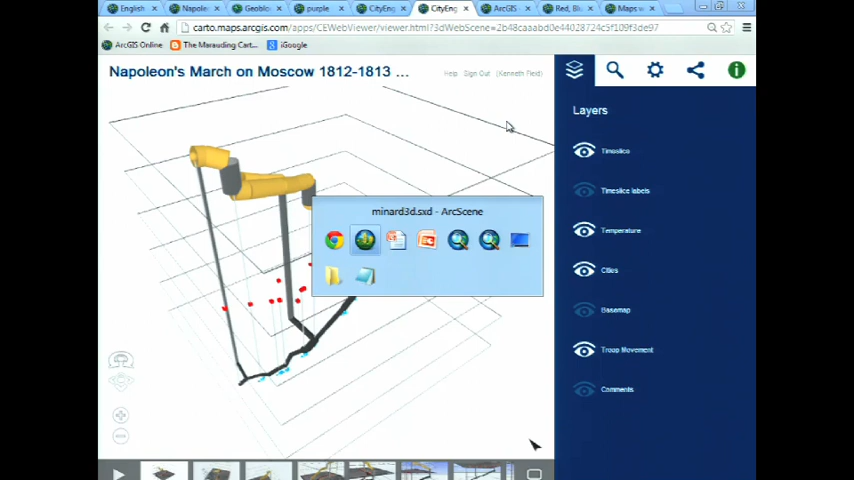 English
Napole
Geoblo
purple
CityEng
CityEng
ArcGIS
Red, Blu
Maps w
carto.maps.arcgis.com/apps/CEWebViewer/viewer.html?3dWebScene=2b48caaabd0e44028724c5f109f3de97
ArcGIS Online
The Marauding Cart...
iGoogle
Napoleon's March on Moscow 1812-1813 ...
Help Sign Out (Kenneth Field)
Layers
Timeslice
Timeslice labels
Temperature
Cities
Basemap
Troop Movement
Comments
minard3d.sxd - ArcScene